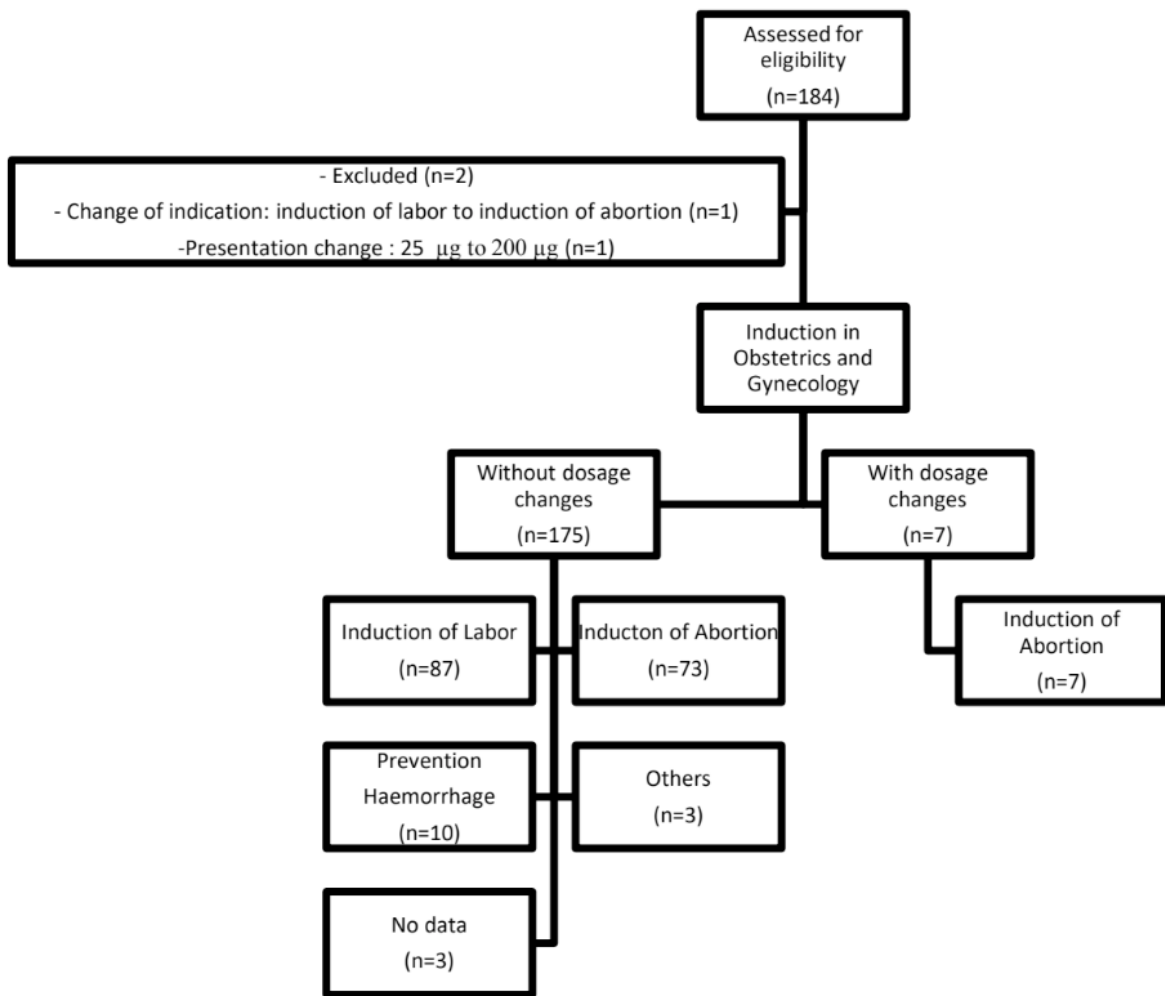 Assessed for
eligibility
(n=184)
- Excluded (n=2)
- Change of indication: induction of labor to induction of abortion (n=1)
-Presentation change : 25 µg to 200 µg (n=1)
Induction in
Obstetrics and
Gynecology
Without dosage
changes
(n=175)
With dosage
changes
(n=7)
Induction of Labor
(n=87)
Inducton of Abortion
(n=73)
Induction of
Abortion
(n=7)
Prevention
Haemorrhage
(n=10)
Others
(n=3)
No data
(n=3)